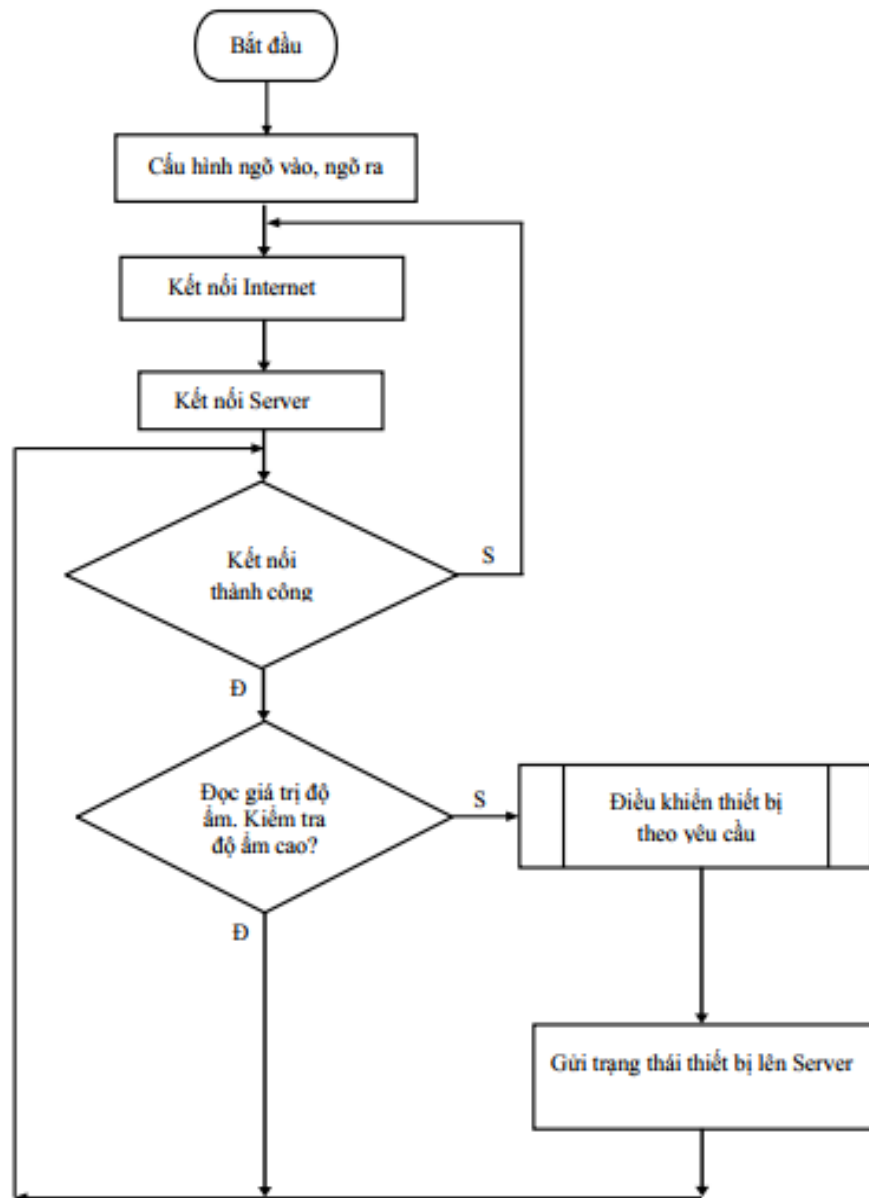 Bắt đầu
Cấu hình ngõ vào, ngõ ra
Kết nối Internet
Kết nối Server
Kết nối
thành công
S
Đ
Đọc giá trị độ
ẩm. Kiểm tra
độ ẩm cao?
S
Điều khiển thiết bị
theo yêu cầu
Đ
Gửi trạng thái thiết bị lên Server